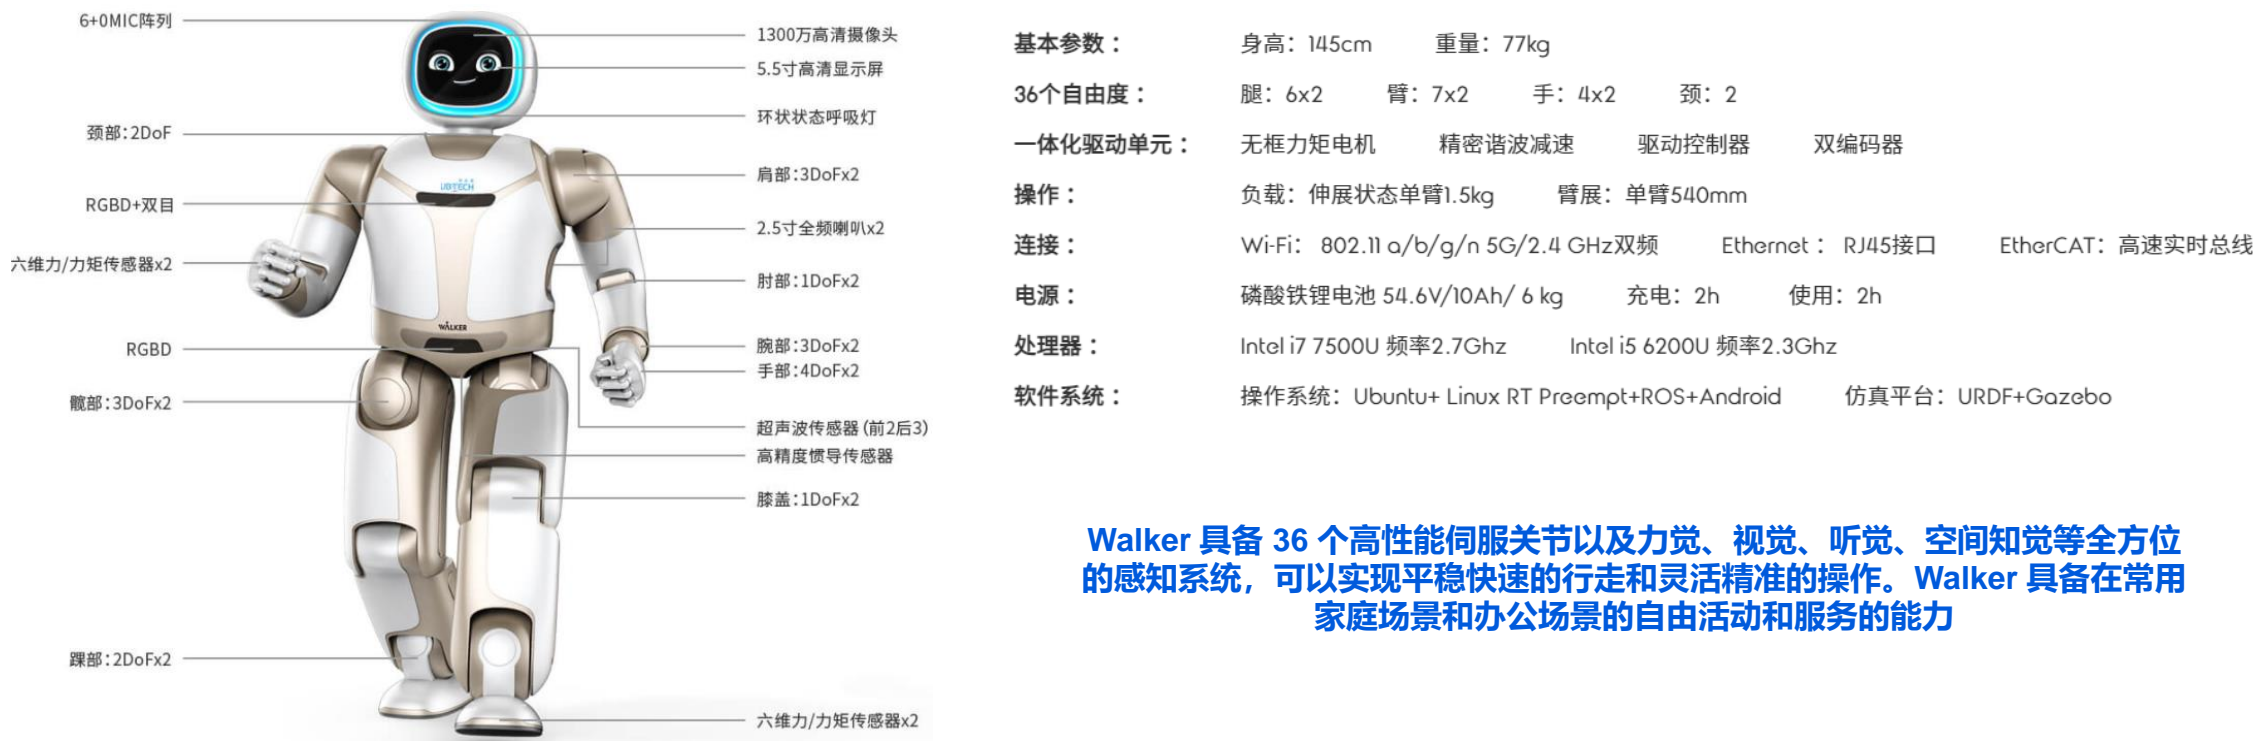 6+0MIC阵列
颈部:2DoF
RGBD+双目
六维力/力矩传感器x2
RGBD
髋部:3DoFx2
踝部:2DoFx2
UBTECH
WALKER
1300万高清摄像头
5.5寸高清显示屏
环状状态呼吸灯
肩部:3DoFx2
2.5寸全频喇叭x2
肘部:1DoFx2
腕部:3DoFx2
手部:4DoFx2
超声波传感器(前2后3)
高精度惯导传感器
膝盖:1DoFx2
六维力/力矩传感器x2
基本参数： 身高：145cm 重量：77kg
36个自由度： 腿：6x2 臂：7x2 手：4x2 颈：2
一体化驱动单元： 无框力矩电机 精密谐波减速 驱动控制器 双编码器
操作： 负载：伸展状态单臂1.5kg 臂展：单臂540mm
连接： Wi-Fi： 802.11 a/b/g/n 5G/2.4 GHz双频 Ethernet： RJ45接口 EtherCAT：高速实时总线
电源： 磷酸铁锂电池 54.6V/10Ah/ 6 kg 充电：2h 使用：2h
处理器： Intel i7 7500U 频率2.7Ghz Intel i5 6200U 频率2.3Ghz
软件系统： 操作系统：Ubuntu+ Linux RT Preempt+ROS+Android 仿真平台：URDF+Gazebo
Walker 具备 36 个高性能伺服关节以及力觉、视觉、听觉、空间知觉等全方位
的感知系统，可以实现平稳快速的行走和灵活精准的操作。Walker 具备在常用
家庭场景和办公场景的自由活动和服务的能力